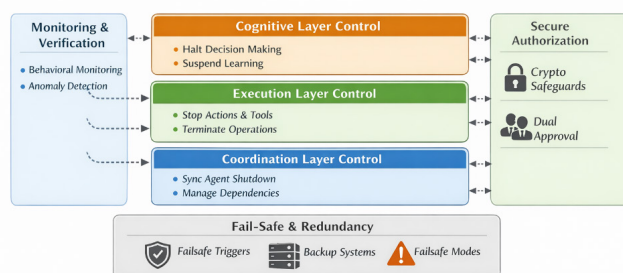 Monitoring &
Verification
• Behavioral Monitoring
• Anomaly Detection
Cognitive Layer Control
• Halt Decision Making
• Suspend Learning
Execution Layer Control
• Stop Actions & Tools
• Terminate Operations
Coordination Layer Control
• Sync Agent Shutdown
• Manage Dependencies
Secure
Authorization
Crypto
Safeguards
Dual
Approval
Fail-Safe & Redundancy
Failsafe Triggers
Backup Systems
Failsafe Modes